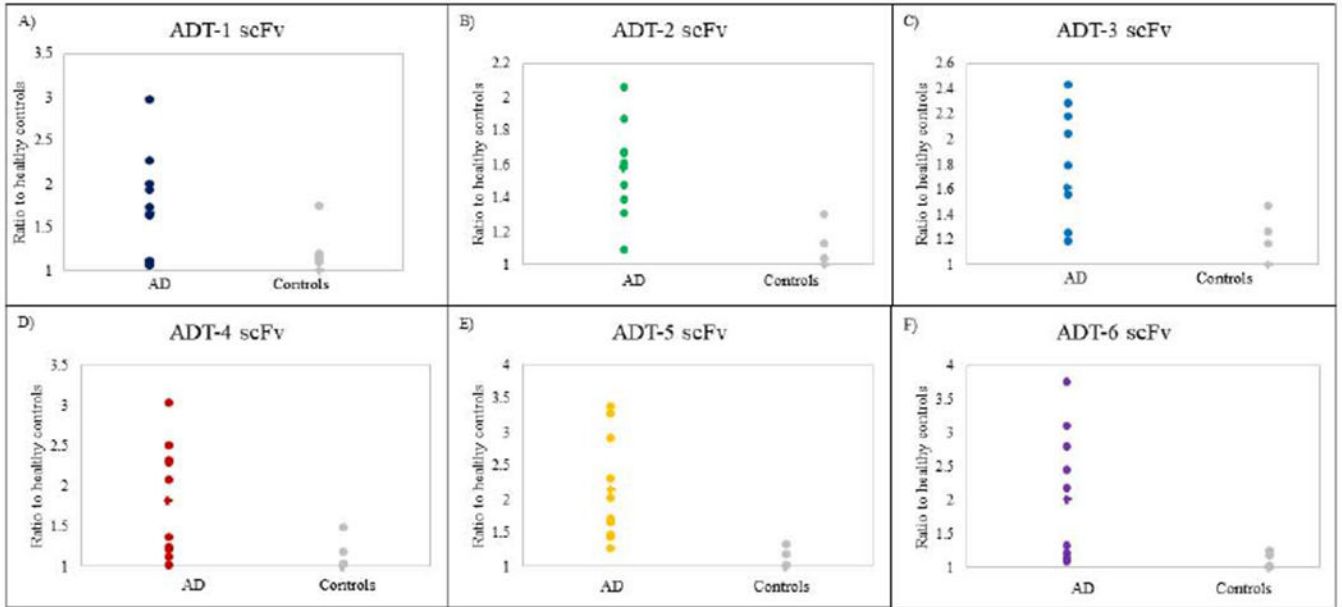 A)
ADT-1 scFv
Ratio to healthy controls
3.5
3
2.5
2
1.5
1
AD Controls
B)
ADT-2 scFv
Ratio to healthy controls
2.2
2
1.8
1.6
1.4
1.2
1
AD Controls
C)
ADT-3 scFv
Ratio to healthy controls
2.6
2.4
2.2
2
1.8
1.6
1.4
1.2
1
AD Controls
D)
ADT-4 scFv
Ratio to healthy controls
3.5
3
2.5
2
1.5
1
AD Controls
E)
ADT-5 scFv
Ratio to healthy controls
4
3.5
3
2.5
2
1.5
1
AD Controls
F)
ADT-6 scFv
Ratio to healthy controls
4
3.5
3
2.5
2
1.5
1
AD Controls